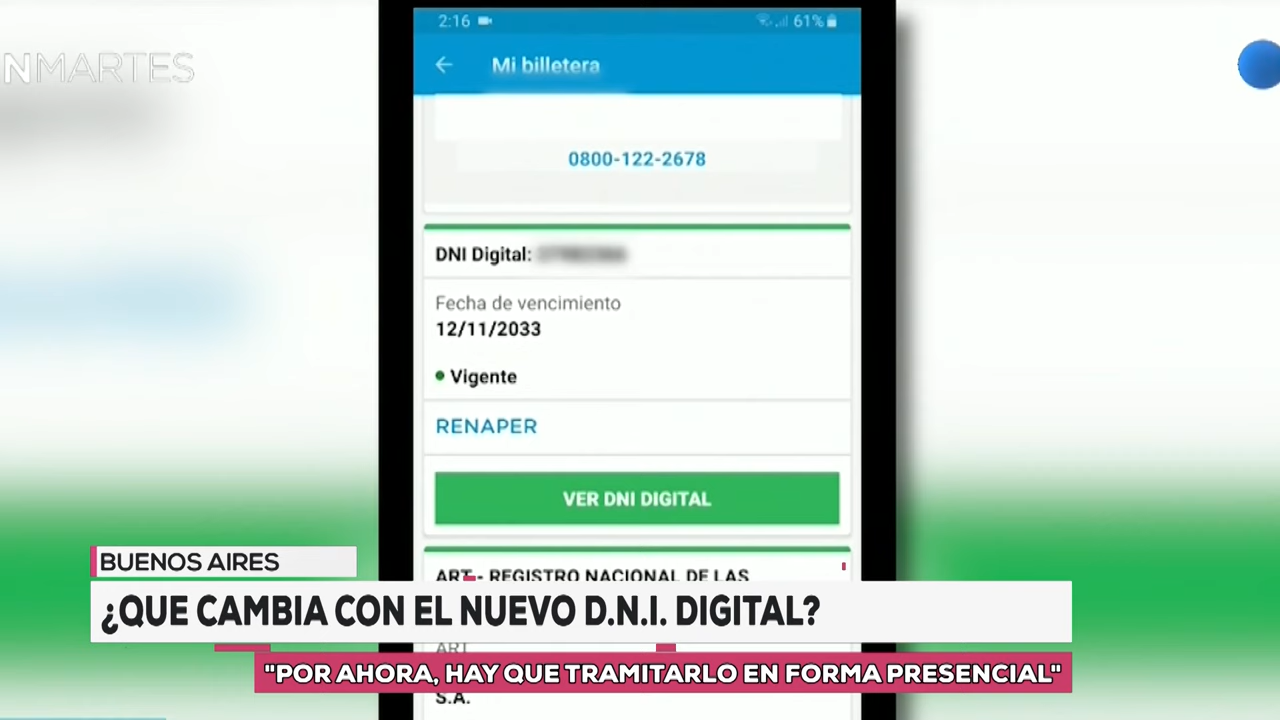 NMARTES
2:16
61%
Mi billetera
0800-122-2678
DNI Digital:
Fecha de vencimiento
12/11/2033
Vigente
RENAPER
VER DNI DIGITAL
ART - REGISTRO NACIONAL DE LAS
BUENOS AIRES
¿QUE CAMBIA CON EL NUEVO D.N.I. DIGITAL?
ART
"POR AHORA, HAY QUE TRAMITARLO EN FORMA PRESENCIAL"
S.A.